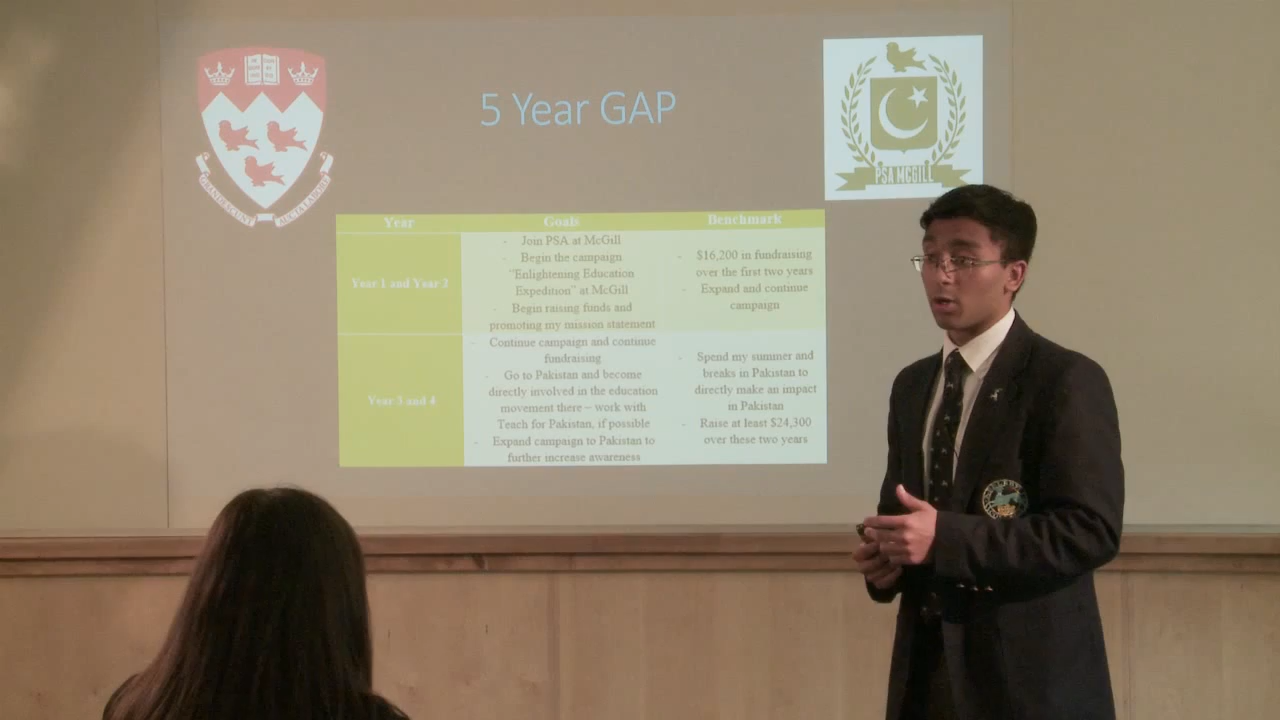 5 Year GAP
GRANDESCUNT AUCTA LABORE
PSA MCGILL
Year Goals Benchmark
Year 1 and Year 2
- Join PSA at McGill
- Begin the campaign
"Enlightening Education
Expedition" at McGill
- Begin raising funds and
promoting my mission statement
- $16,200 in fundraising
over the first two years
- Expand and continue
campaign
Year 3 and 4
- Continue campaign and continue
fundraising
- Go to Pakistan and become
directly involved in the education
movement there – work with
Teach for Pakistan, if possible
- Expand campaign to Pakistan to
further increase awareness
- Spend my summer and
breaks in Pakistan to
directly make an impact
in Pakistan
- Raise at least $24,300
over these two years